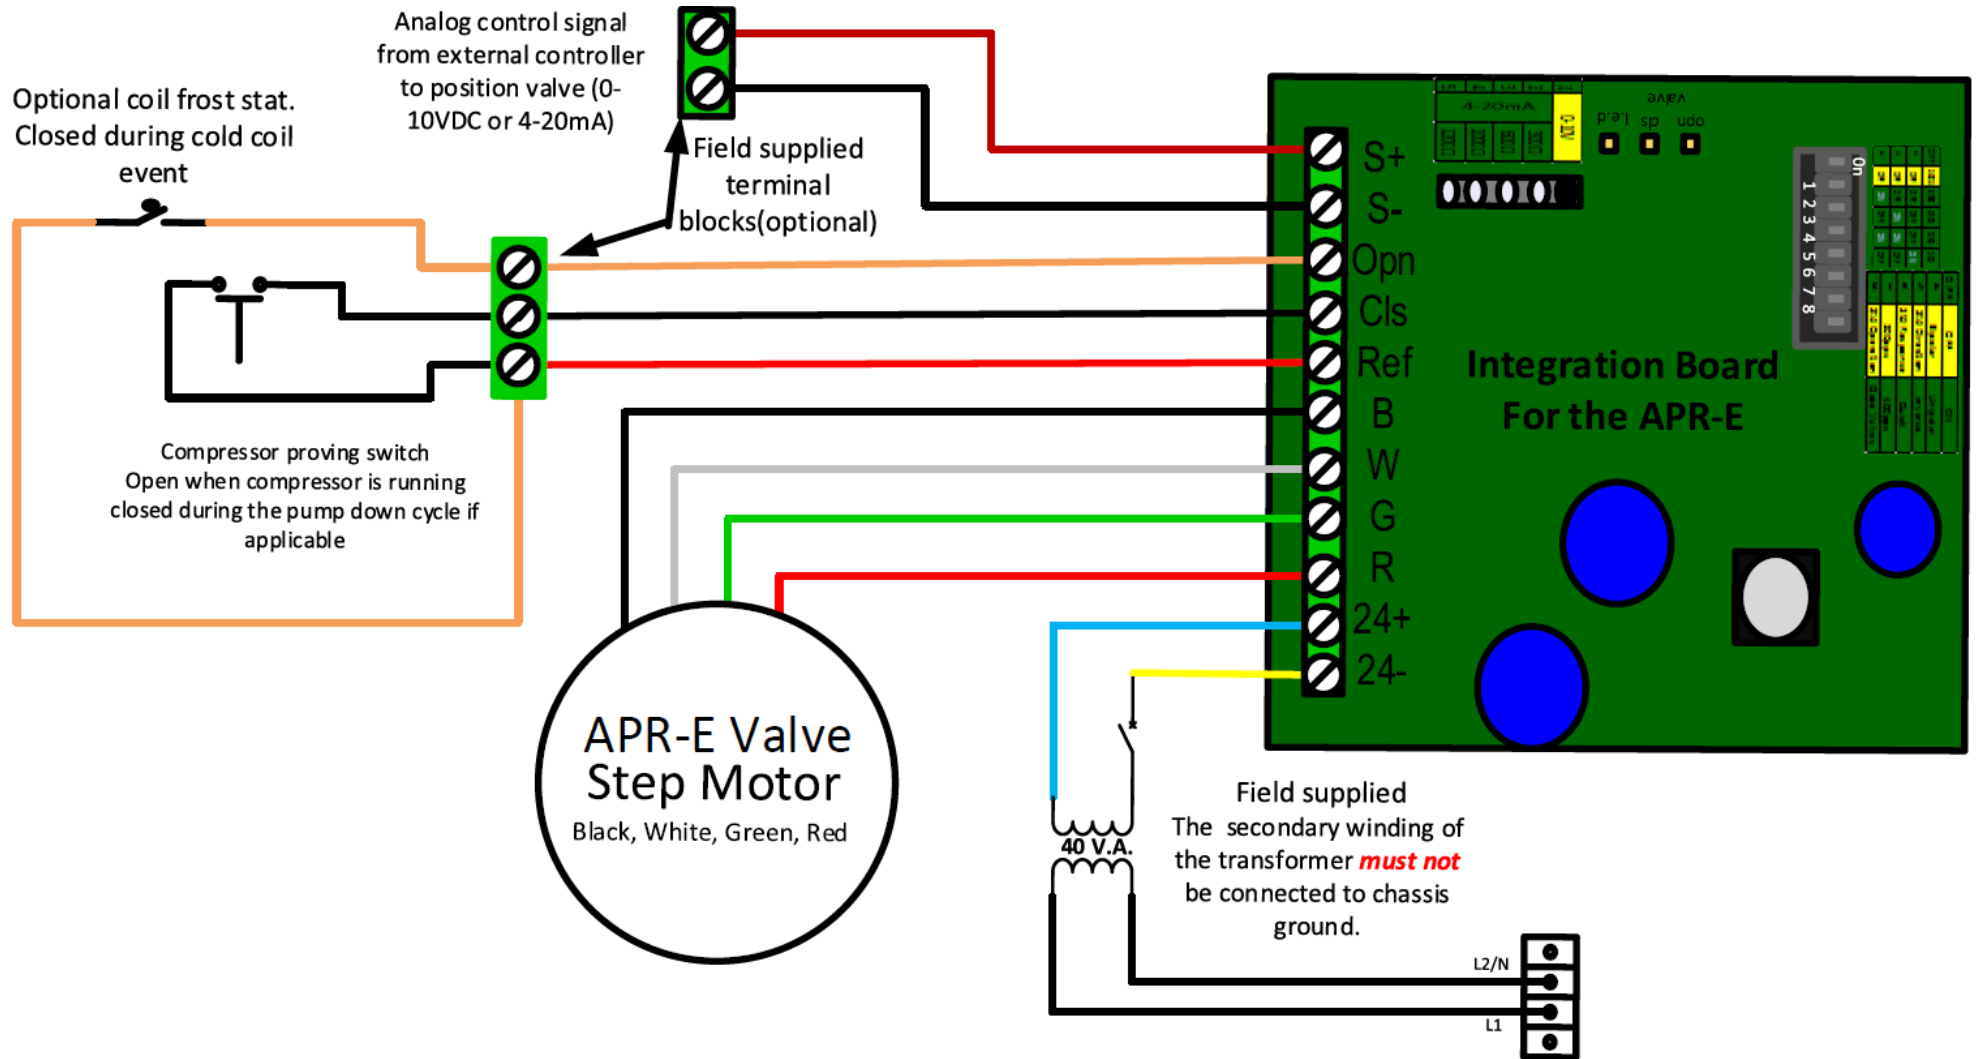 Analog control signal
from external controller
to position valve (0-
10VDC or 4-20mA)
Optional coil frost stat.
Closed during cold coil
event
Field supplied
terminal
blocks(optional)
Compressor proving switch
Open when compressor is running
closed during the pump down cycle if
applicable
S+
S-
Opn
Cls
Ref
B
W
G
R
24+
24-
4-20mA
0-10V
valve
l.e.d
cls
opn
On
1
2
3
4
5
6
7
8
Integration Board
For the APR-E
APR-E Valve
Step Motor
Black, White, Green, Red
40 V.A.
Field supplied
The secondary winding of
the transformer must not
be connected to chassis
ground.
L2/N
L1